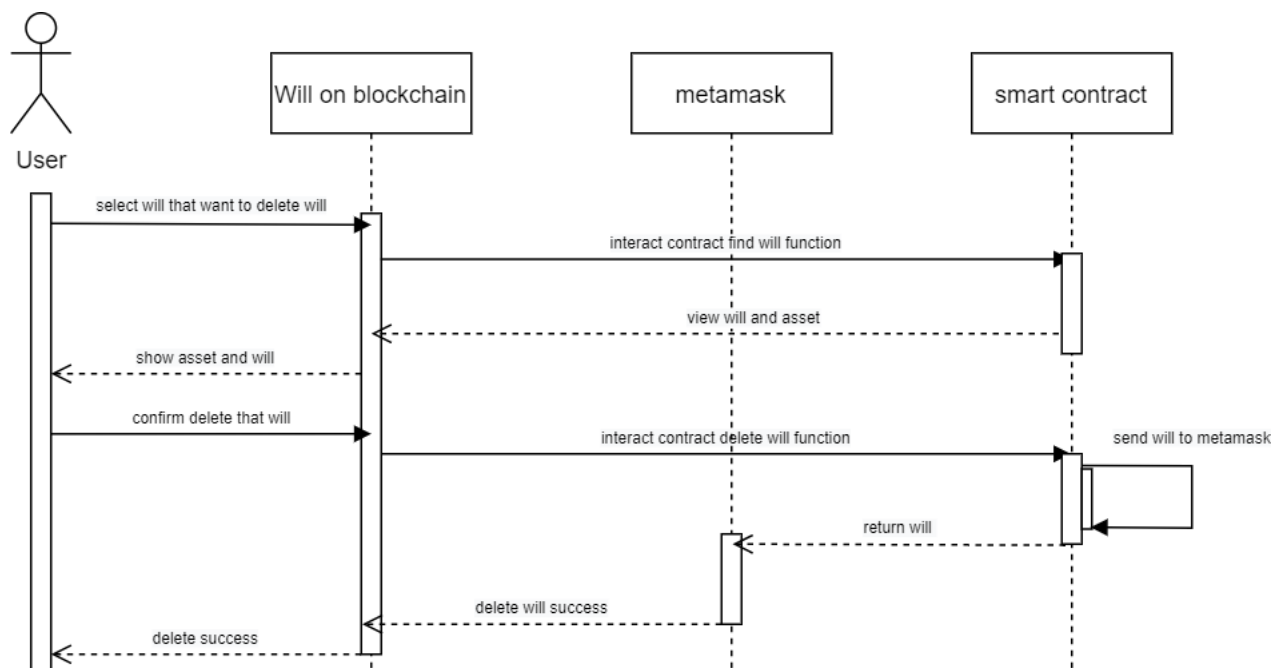 User
Will on blockchain
metamask
smart contract
select will that want to delete will
interact contract find will function
view will and asset
show asset and will
confirm delete that will
interact contract delete will function
send will to metamask
return will
delete will success
delete success